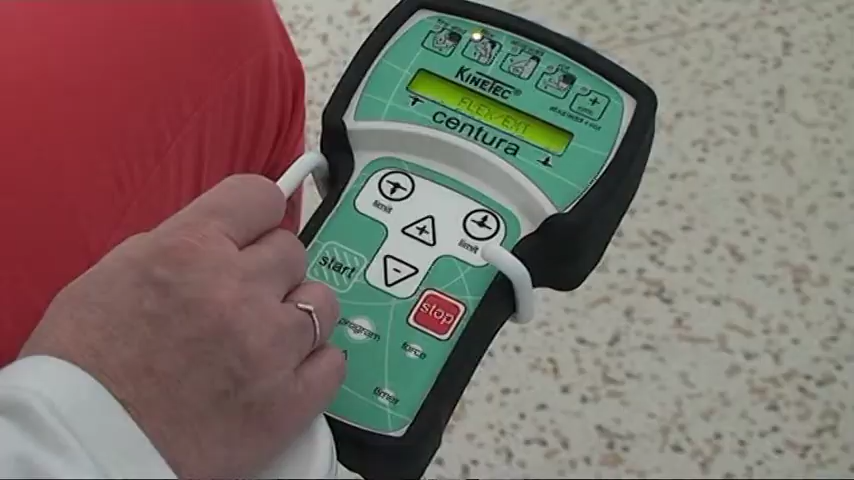 KINETEC®
FLEX/EXT
centura
limit
limit
+
-
start
stop
program
force
timer